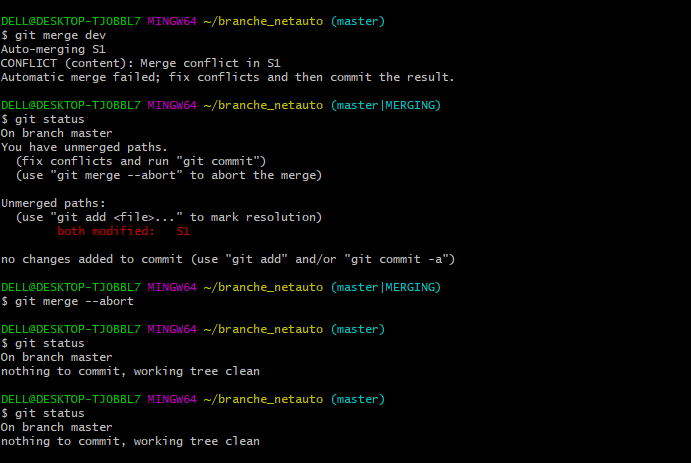 DELL@DESKTOP-TJOBBL7 MINGW64 ~/branche_netauto (master)
$ git merge dev
Auto-merging S1
CONFLICT (content): Merge conflict in S1
Automatic merge failed; fix conflicts and then commit the result.
DELL@DESKTOP-TJOBBL7 MINGW64 ~/branche_netauto (master|MERGING)
$ git status
On branch master
You have unmerged paths.
  (fix conflicts and run "git commit")
  (use "git merge --abort" to abort the merge)
Unmerged paths:
  (use "git add <file>..." to mark resolution)
        both modified:   S1
no changes added to commit (use "git add" and/or "git commit -a")
DELL@DESKTOP-TJOBBL7 MINGW64 ~/branche_netauto (master|MERGING)
$ git merge --abort
DELL@DESKTOP-TJOBBL7 MINGW64 ~/branche_netauto (master)
$ git status
On branch master
nothing to commit, working tree clean
DELL@DESKTOP-TJOBBL7 MINGW64 ~/branche_netauto (master)
$ git status
On branch master
nothing to commit, working tree clean